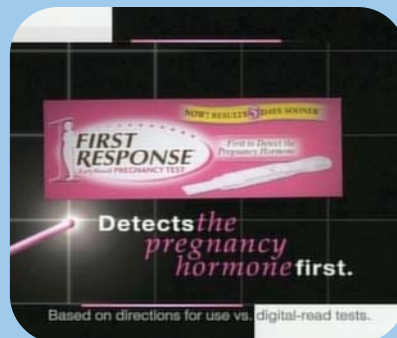 NOW! RESULTS 5 DAYS SOONER
FIRST
RESPONSE
Early Result PREGNANCY TEST
First to Detect the
Pregnancy Hormone
Detects the
pregnancy
hormone first.
Based on directions for use vs. digital-read tests.